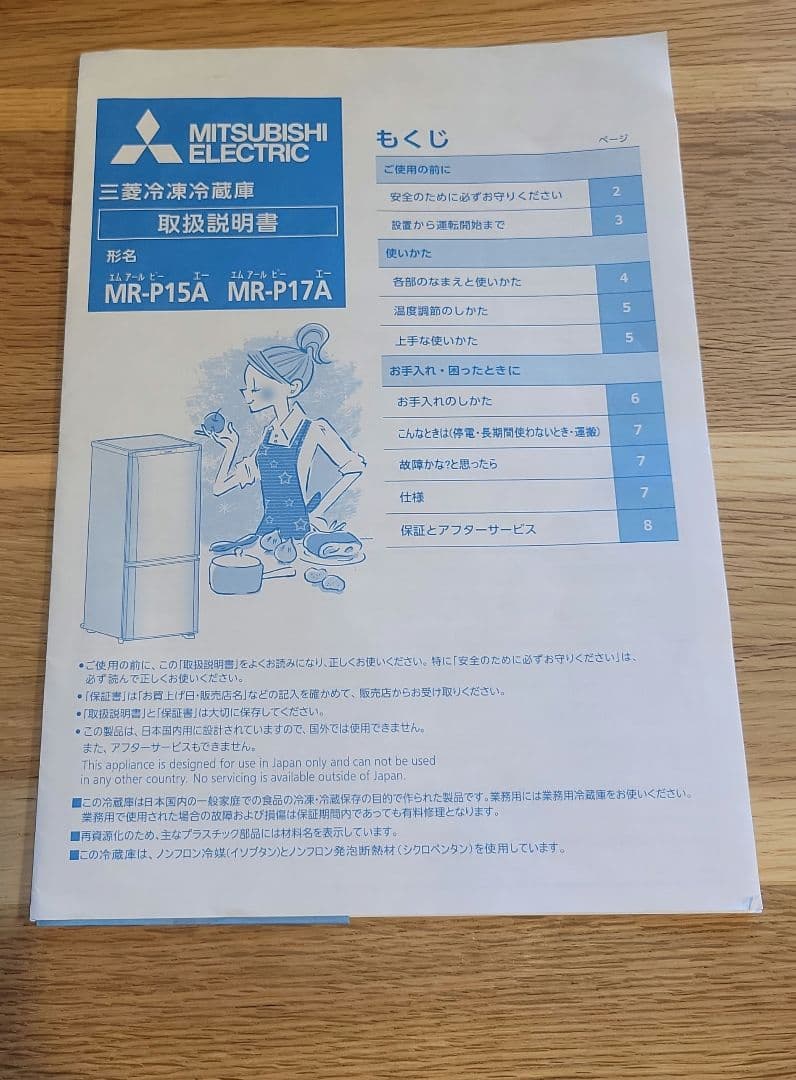 MITSUBISHI
ELECTRIC
三菱冷凍冷蔵庫
取扱説明書
形名
エム アール ピー エー エム アール ピー エー
MR-P15A MR-P17A
もくじ
ページ
ご使用の前に
安全のために必ずお守りください 2
設置から運転開始まで 3
使いかた
各部のなまえと使いかた 4
温度調節のしかた 5
上手な使いかた 5
お手入れ・困ったときに
お手入れのしかた 6
こんなときは(停電・長期間使わないとき・運搬) 7
故障かな?と思ったら 7
仕様 7
保証とアフターサービス 8
●ご使用の前に、この「取扱説明書」をよくお読みになり、正しくお使いください。特に「安全のために必ずお守りください」は、
必ず読んで正しくお使いください。
●「保証書」は「お買上げ日・販売店名」などの記入を確かめて、販売店からお受け取りください。
●「取扱説明書」と「保証書」は大切に保存してください。
●この製品は、日本国内用に設計されていますので、国外では使用できません。
また、アフターサービスもできません。
This appliance is designed for use in Japan only and can not be used
in any other country. No servicing is available outside of Japan.
■この冷蔵庫は日本国内の一般家庭での食品の冷凍・冷蔵保存の目的で作られた製品です。業務用には業務用冷蔵庫をお使いください。
業務用で使用された場合の故障および損傷は保証期間内であっても有料修理となります。
■再資源化のため、主なプラスチック部品には材料名を表示しています。
■この冷蔵庫は、ノンフロン冷媒(イソブタン)とノンフロン発泡断熱材(シクロペンタン)を使用しています。